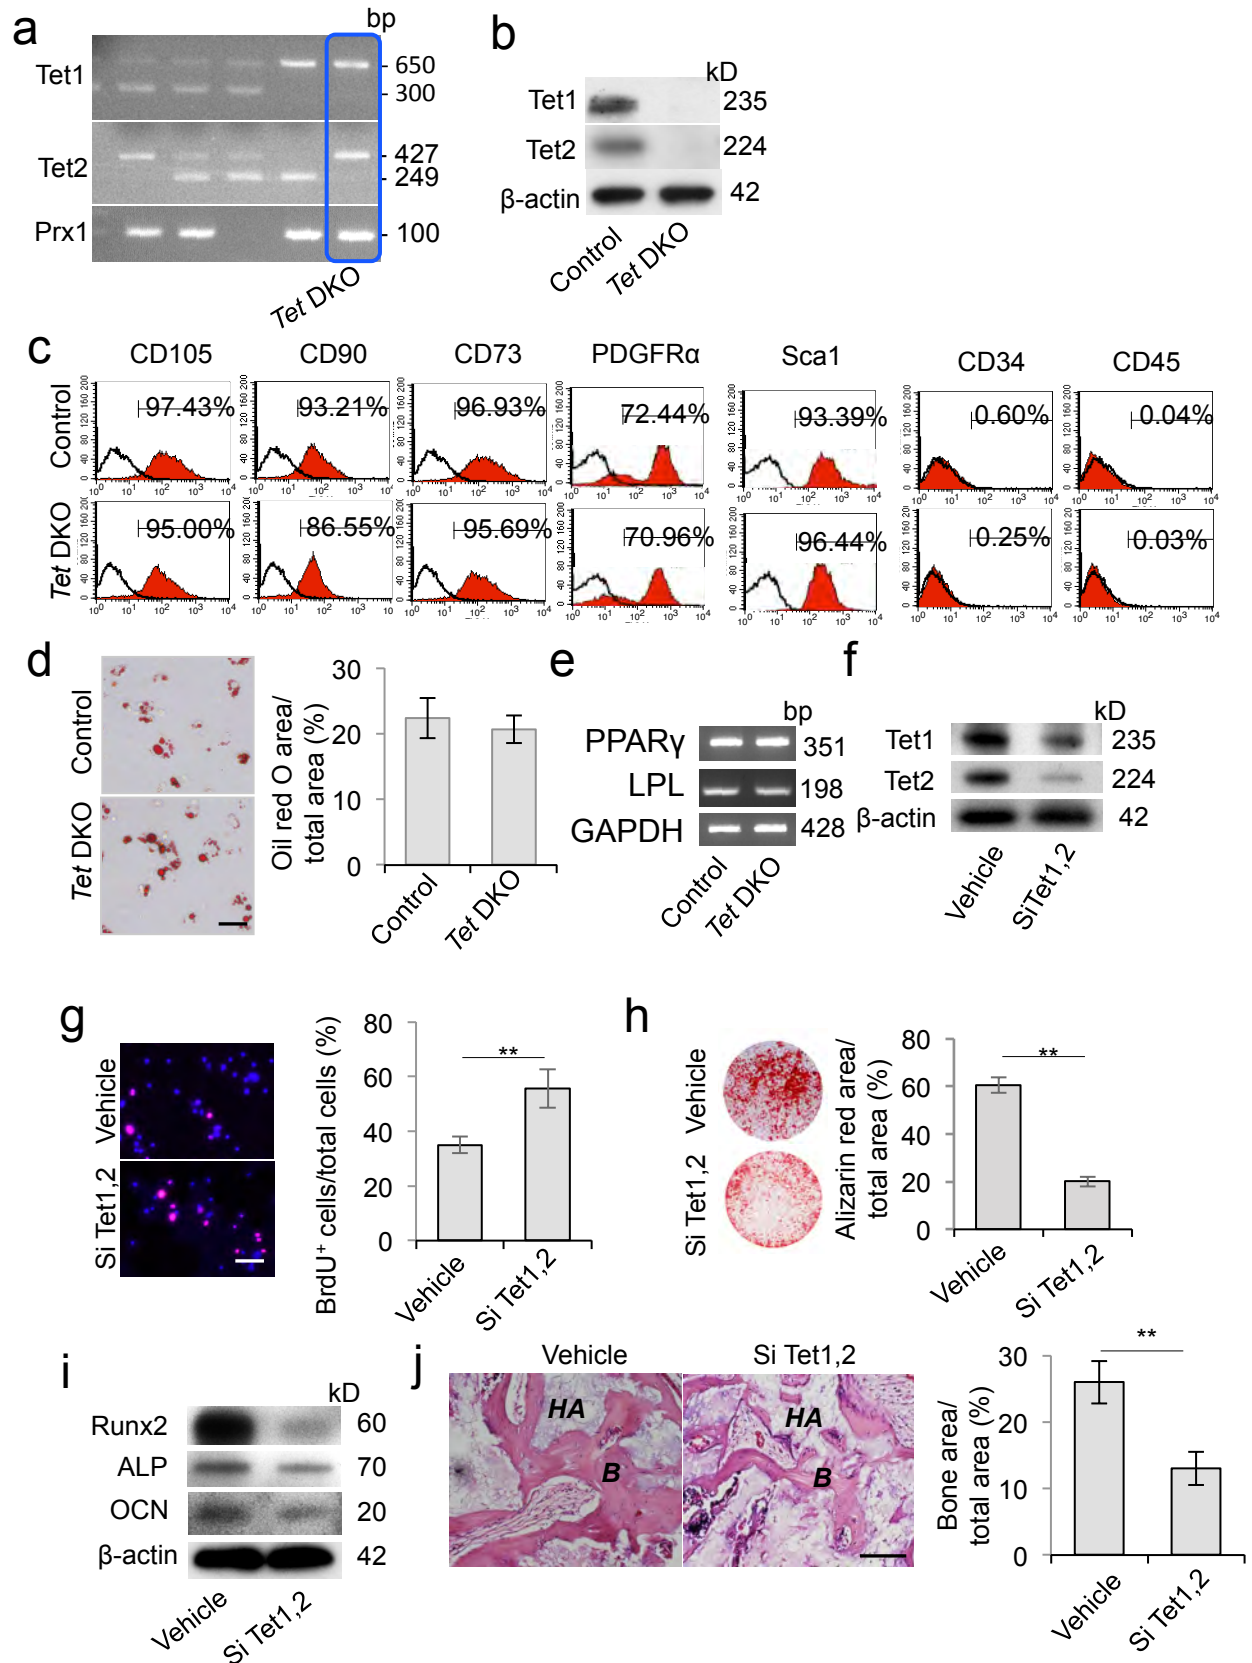 a
bp
Tet1
650
300
Tet2
427
249
Prx1
100
Tet DKO
b
kD
Tet1
235
Tet2
224
β-actin
42
Control
Tet DKO
c
CD105
CD90
CD73
PDGFRα
Sca1
CD34
CD45
Control
97.43%
93.21%
96.93%
72.44%
93.39%
0.60%
0.04%
Tet DKO
95.00%
86.55%
95.69%
70.96%
96.44%
0.25%
0.03%
d
Control
Tet DKO
Oil red O area/
total area (%)
30
20
10
0
Control
Tet DKO
e
bp
PPARγ
351
LPL
198
GAPDH
428
Control
Tet DKO
f
kD
Tet1
235
Tet2
224
β-actin
42
Vehicle
SiTet1,2
g
Vehicle
Si Tet1,2
BrdU⁺ cells/total cells (%)
80
60
40
20
0
**
Vehicle
Si Tet1,2
h
Vehicle
Si Tet1,2
Alizarin red area/
total area (%)
80
60
40
20
0
**
Vehicle
Si Tet1,2
i
kD
Runx2
60
ALP
70
OCN
20
β-actin
42
Vehicle
Si Tet1,2
j
Vehicle
Si Tet1,2
HA
B
HA
B
Bone area/
total area (%)
30
20
10
0
**
Vehicle
Si Tet1,2